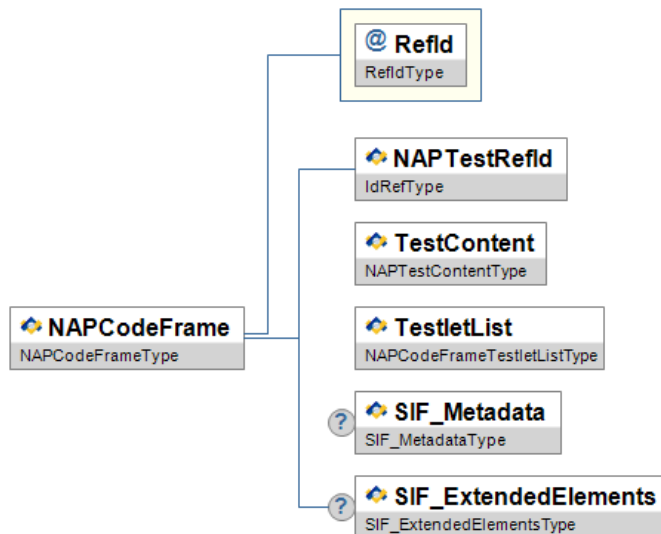 @ RefId
RefIdType
NAPTestRefId
IdRefType
TestContent
NAPTestContentType
NAPCodeFrame
NAPCodeFrameType
TestletList
NAPCodeFrameTestletListType
? SIF_Metadata
SIF_MetadataType
? SIF_ExtendedElements
SIF_ExtendedElementsType